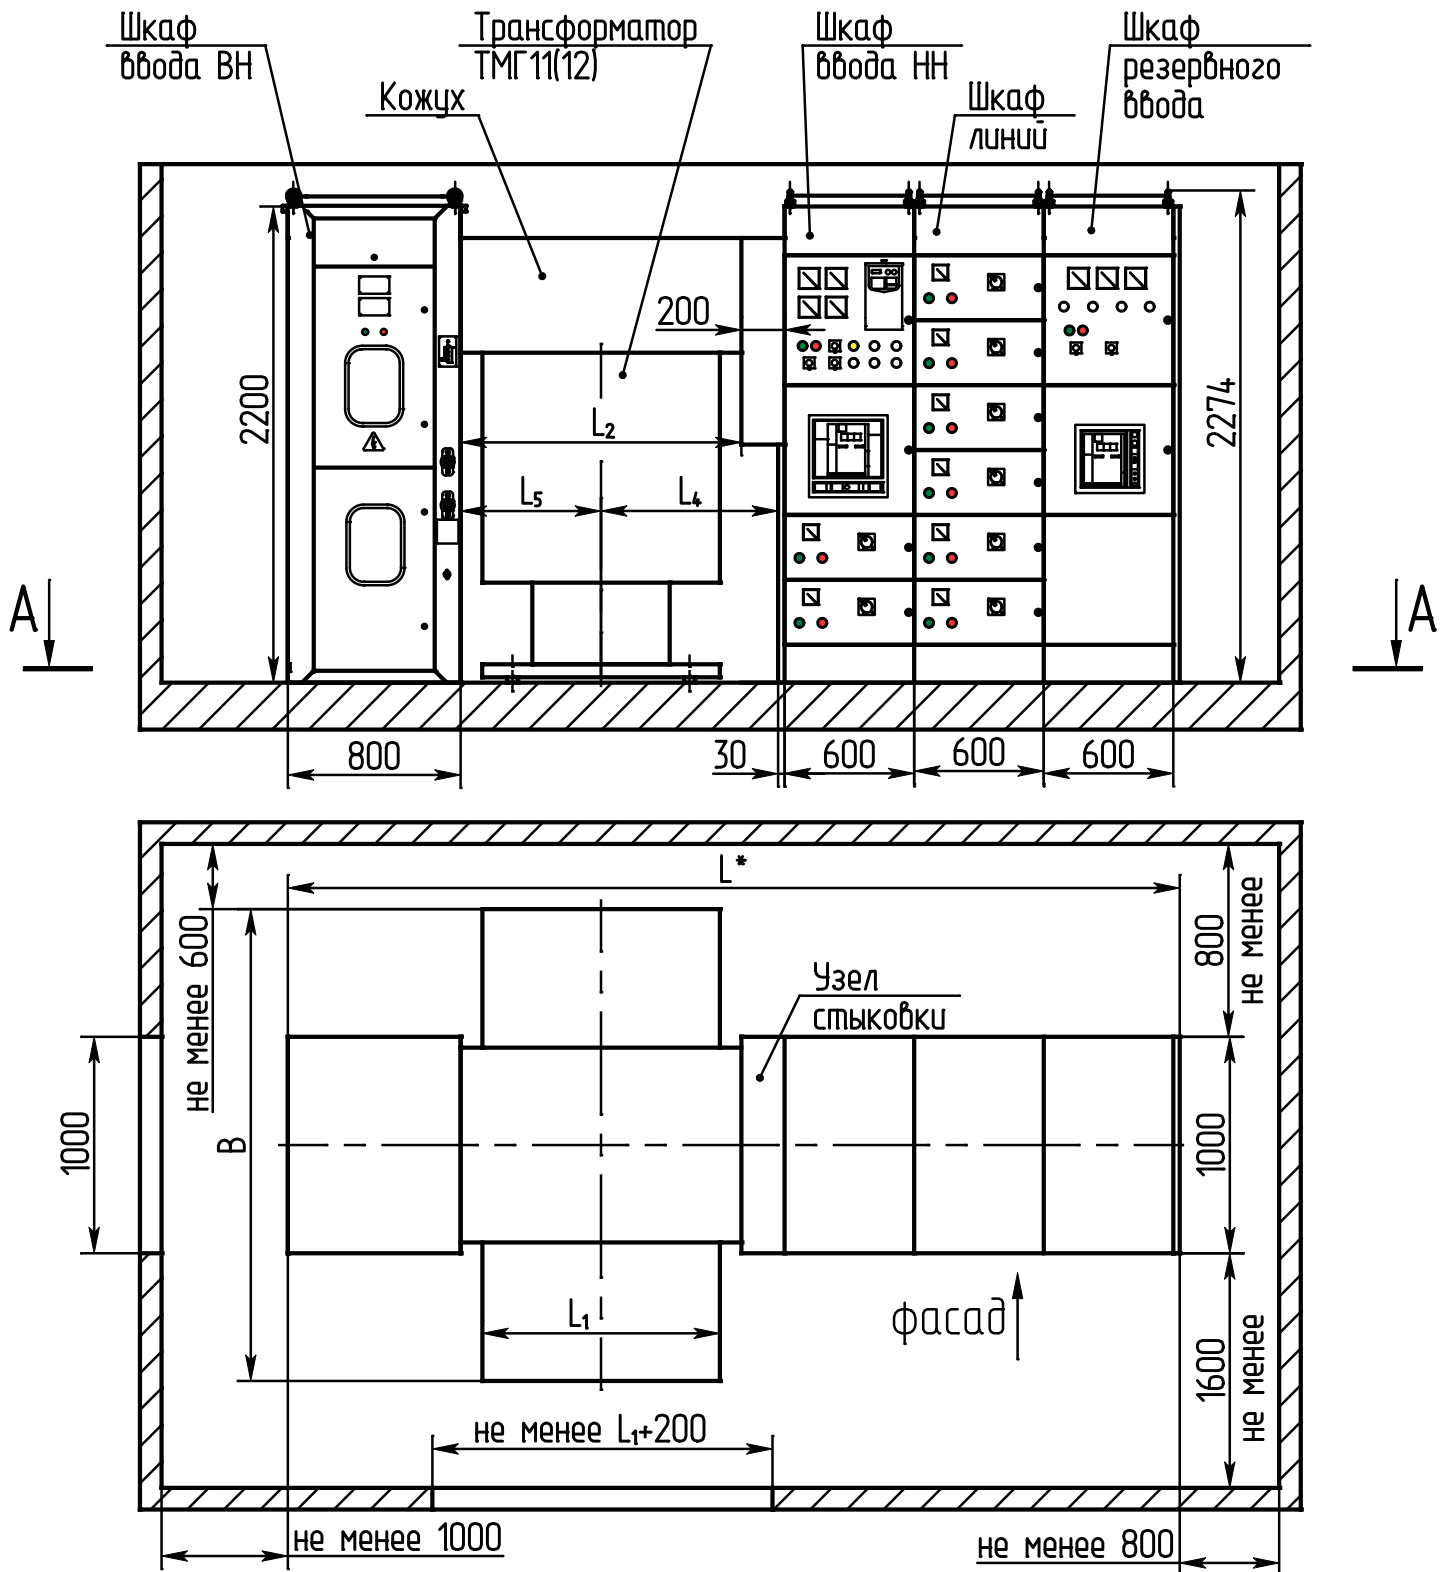 Шкаф
ввода ВН
Трансформатор
ТМГ11(12)
Кожух
Шкаф
ввода НН
Шкаф
линий
Шкаф
резервного
ввода
200
2200
2274
L2
L5
L4
А
А
800
30
600
600
600
L*
не менее 600
800
не менее
Узел
стыковки
1000
В
1000
фасад
L1
1600
не менее
не менее L1+200
не менее 1000
не менее 800